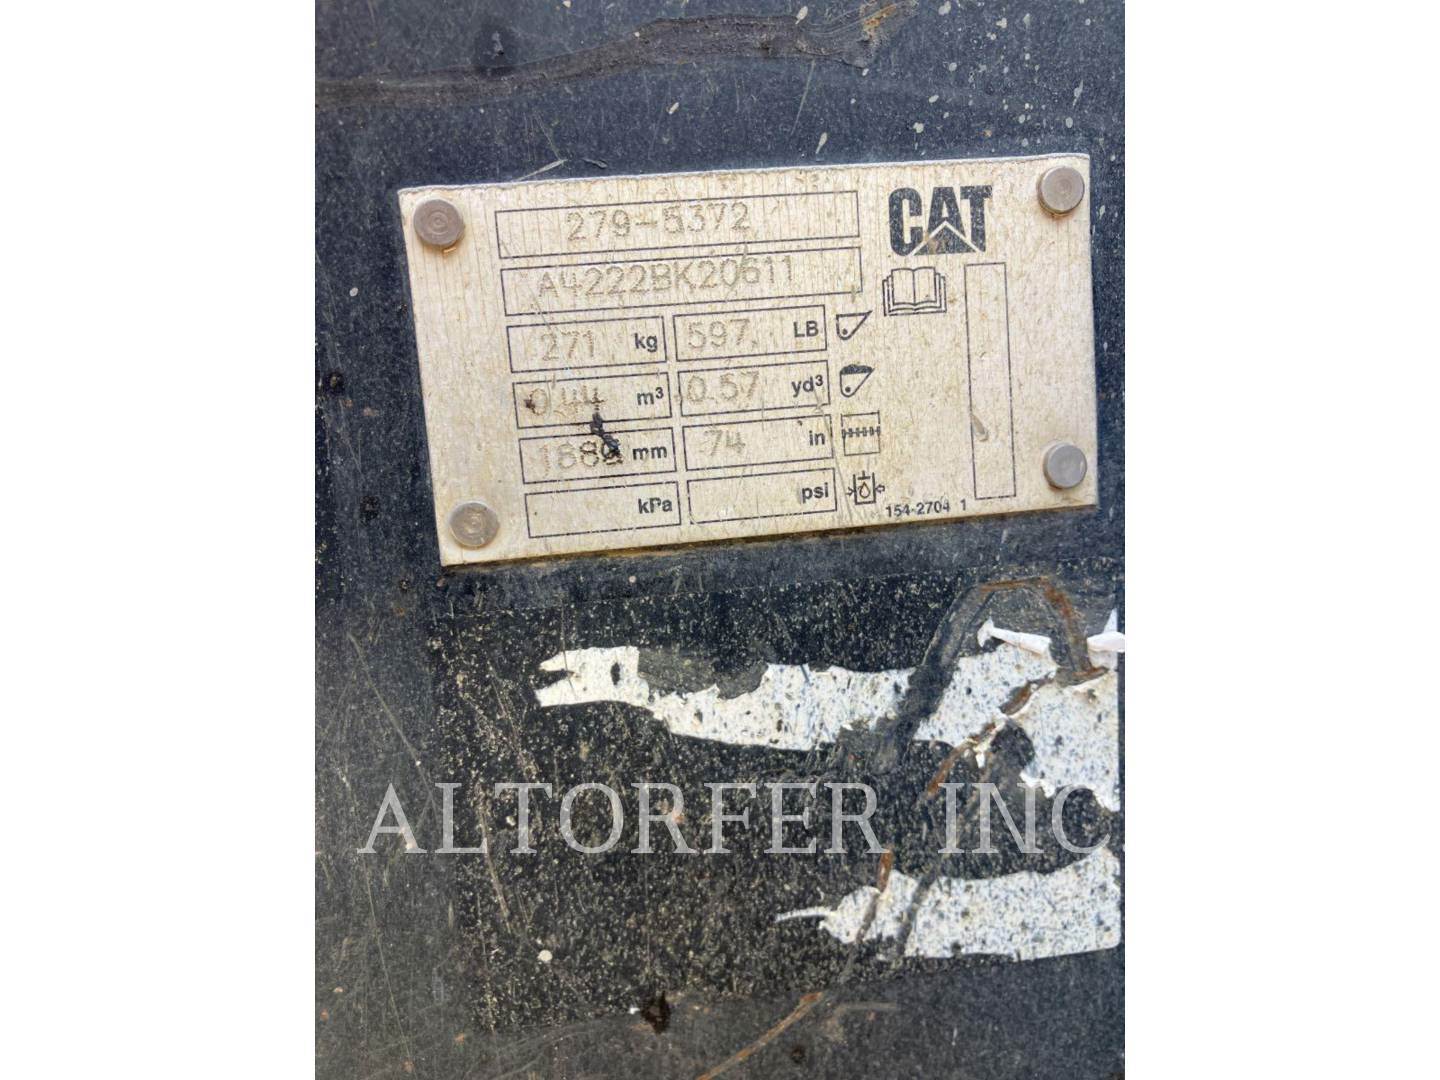 279-5372
CAT
A4222BK20611
271 kg 597 LB
0.44 m³ 0.57 yd³
mm 74 in
kPa psi
154-2704 1
ALTORFER INC